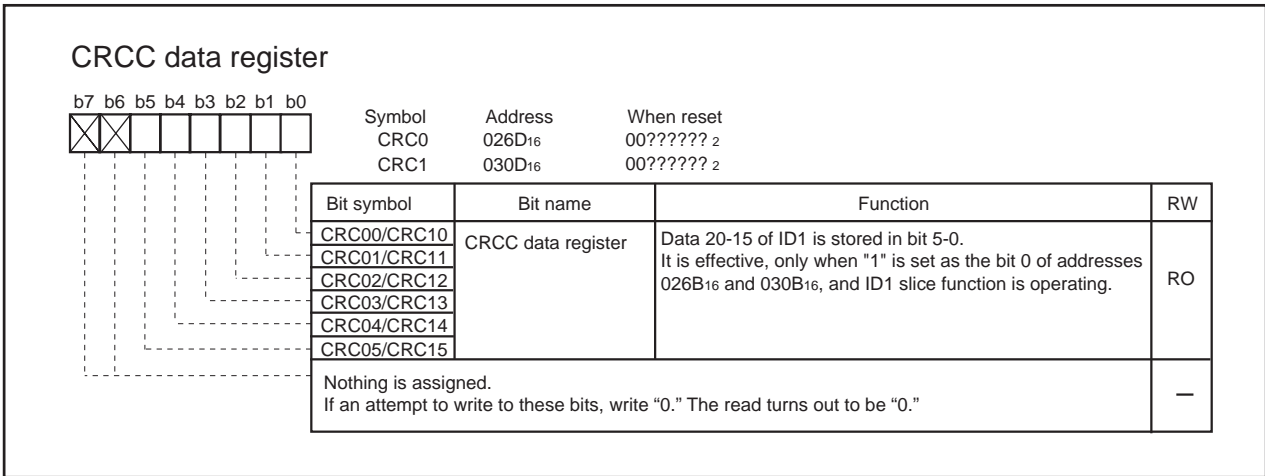 CRCC data register
b7 b6 b5 b4 b3 b2 b1 b0
Symbol Address When reset
CRC0 026D16 00?????? 2
CRC1 030D16 00?????? 2
Bit symbol Bit name Function RW
CRC00/CRC10 CRCC data register Data 20-15 of ID1 is stored in bit 5-0.
CRC01/CRC11 It is effective, only when "1" is set as the bit 0 of addresses
CRC02/CRC12 026B16 and 030B16, and ID1 slice function is operating. RO
CRC03/CRC13
CRC04/CRC14
CRC05/CRC15
Nothing is assigned.
If an attempt to write to these bits, write “0.” The read turns out to be “0.” —